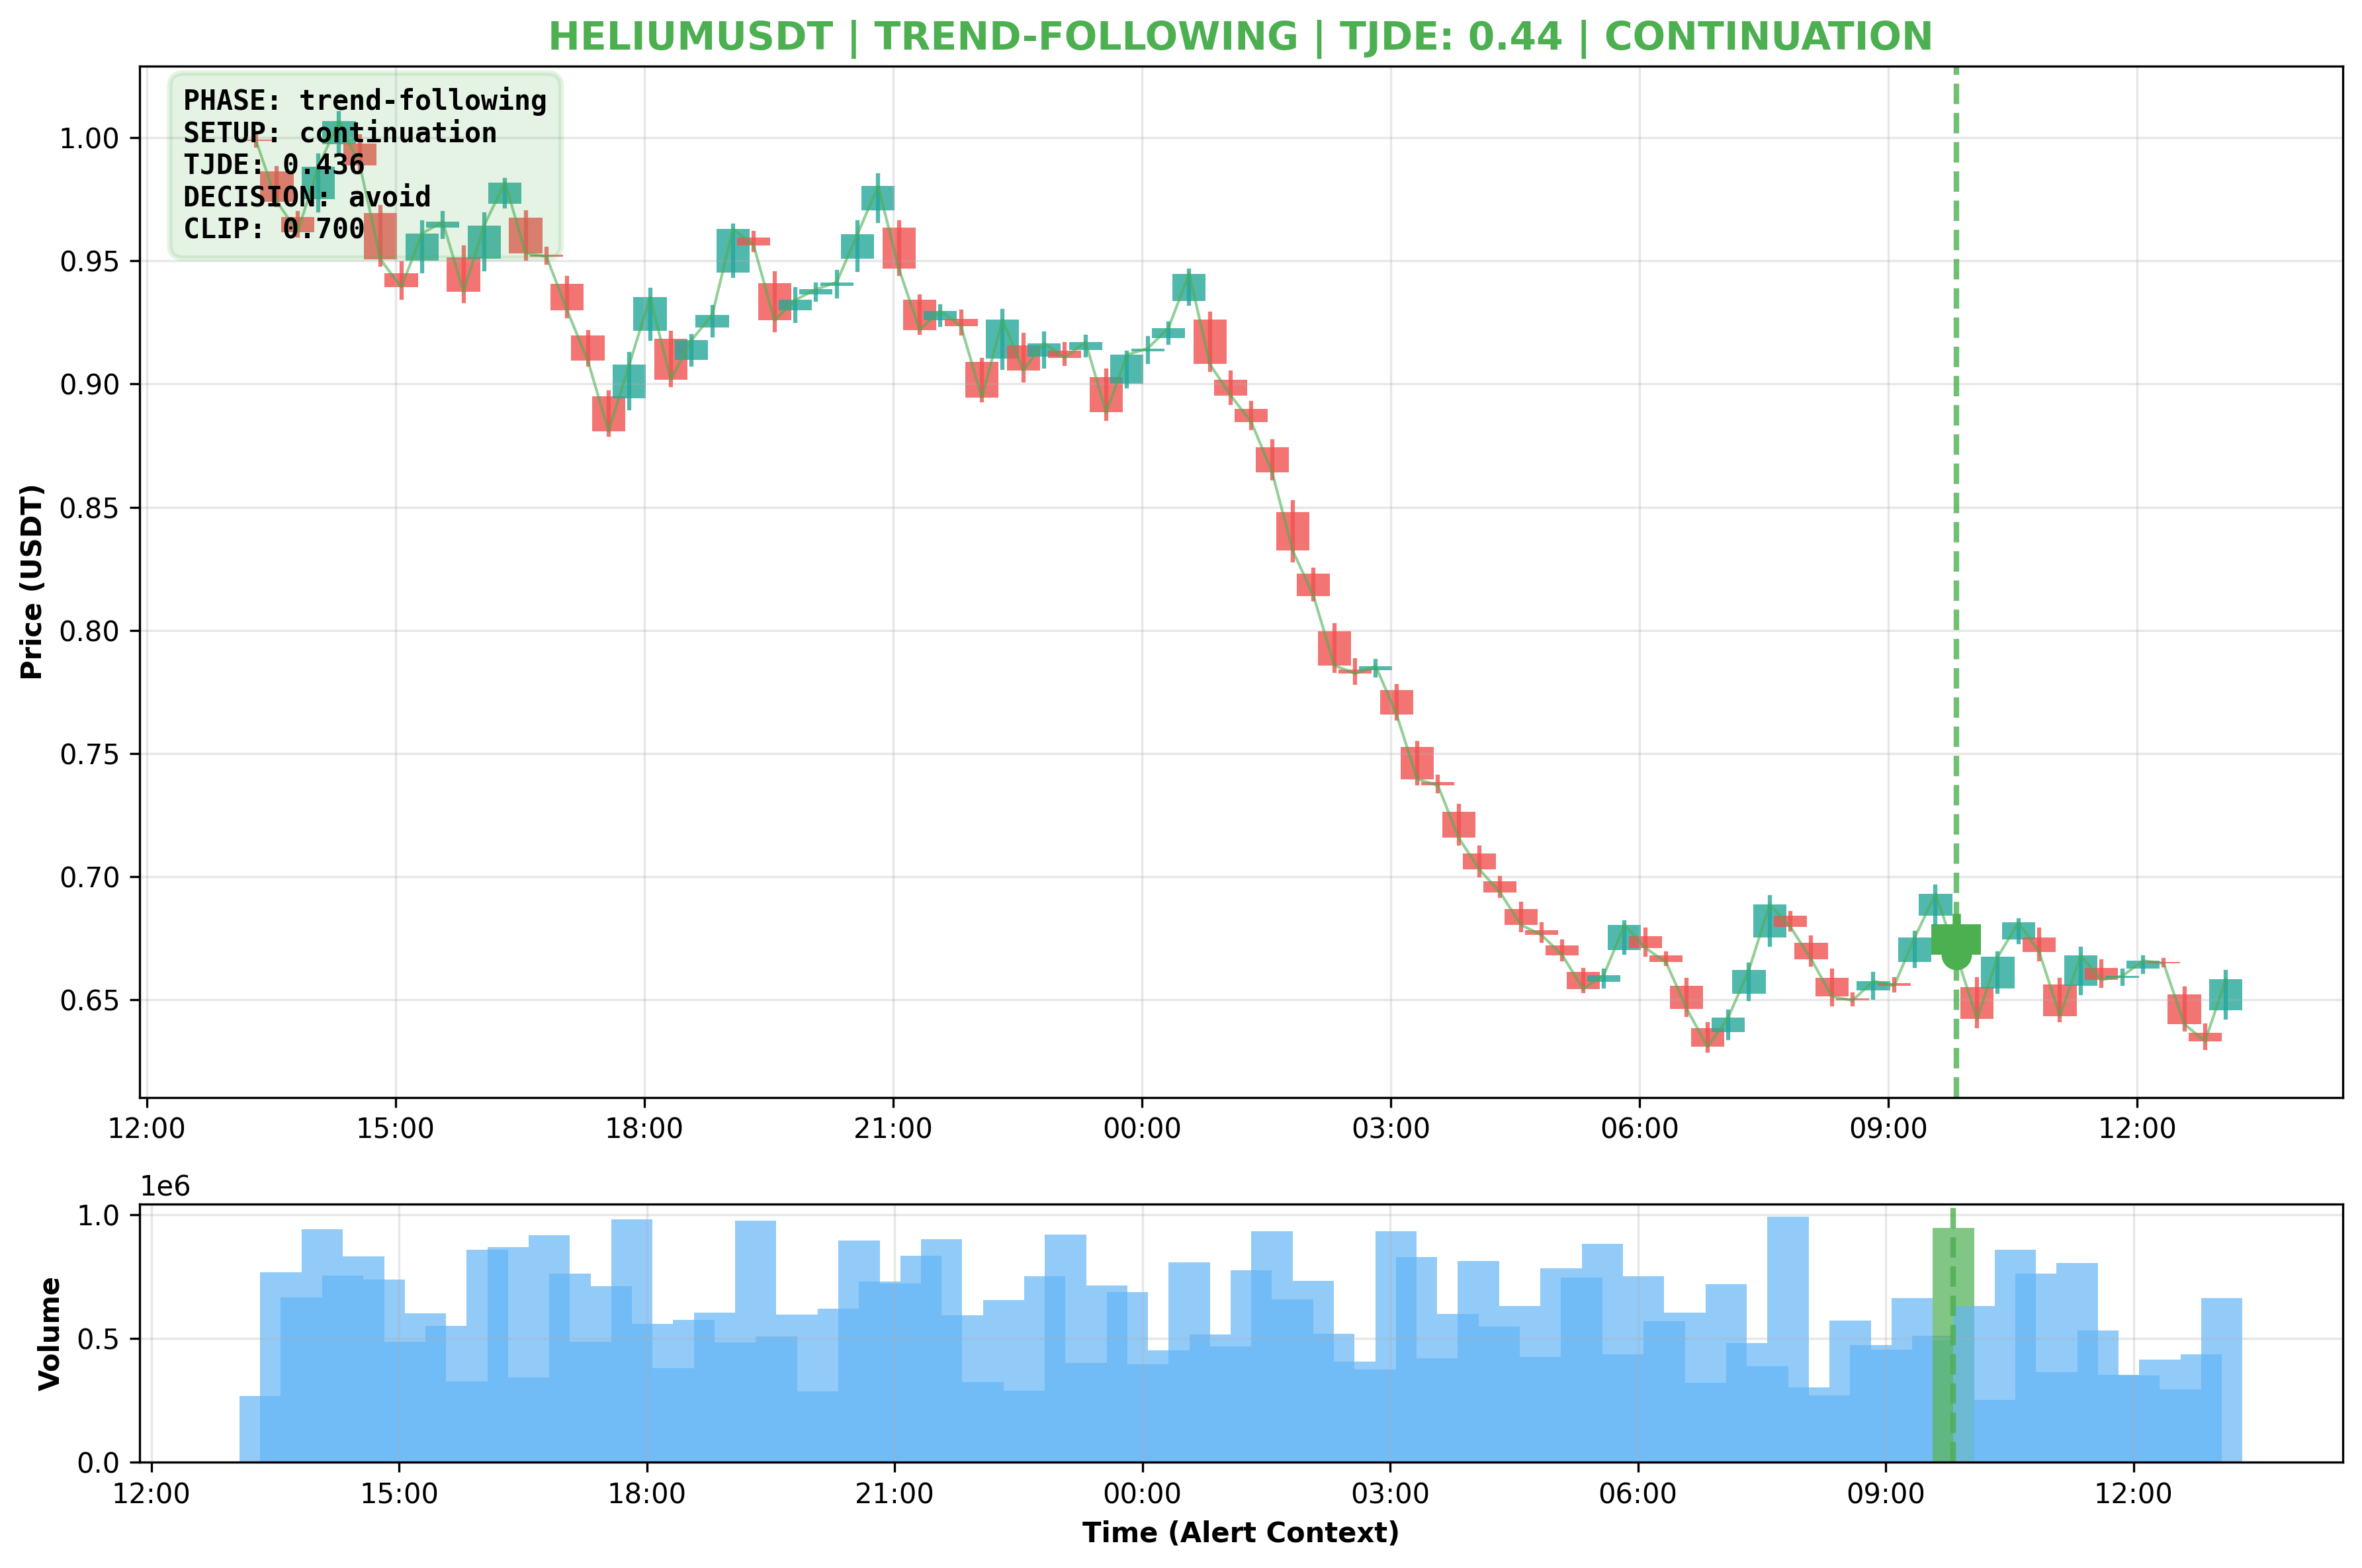 HELIUMUSDT | TREND-FOLLOWING | TJDE: 0.44 | CONTINUATION
PHASE: trend-following
SETUP: continuation
TJDE: 0.436
DECISION: avoid
CLIP: 0.700
Price (USDT)
1.00
0.95
0.90
0.85
0.80
0.75
0.70
0.65
12:00 15:00 18:00 21:00 00:00 03:00 06:00 09:00 12:00
1e6
Volume
1.0
0.5
0.0
12:00 15:00 18:00 21:00 00:00 03:00 06:00 09:00 12:00
Time (Alert Context)